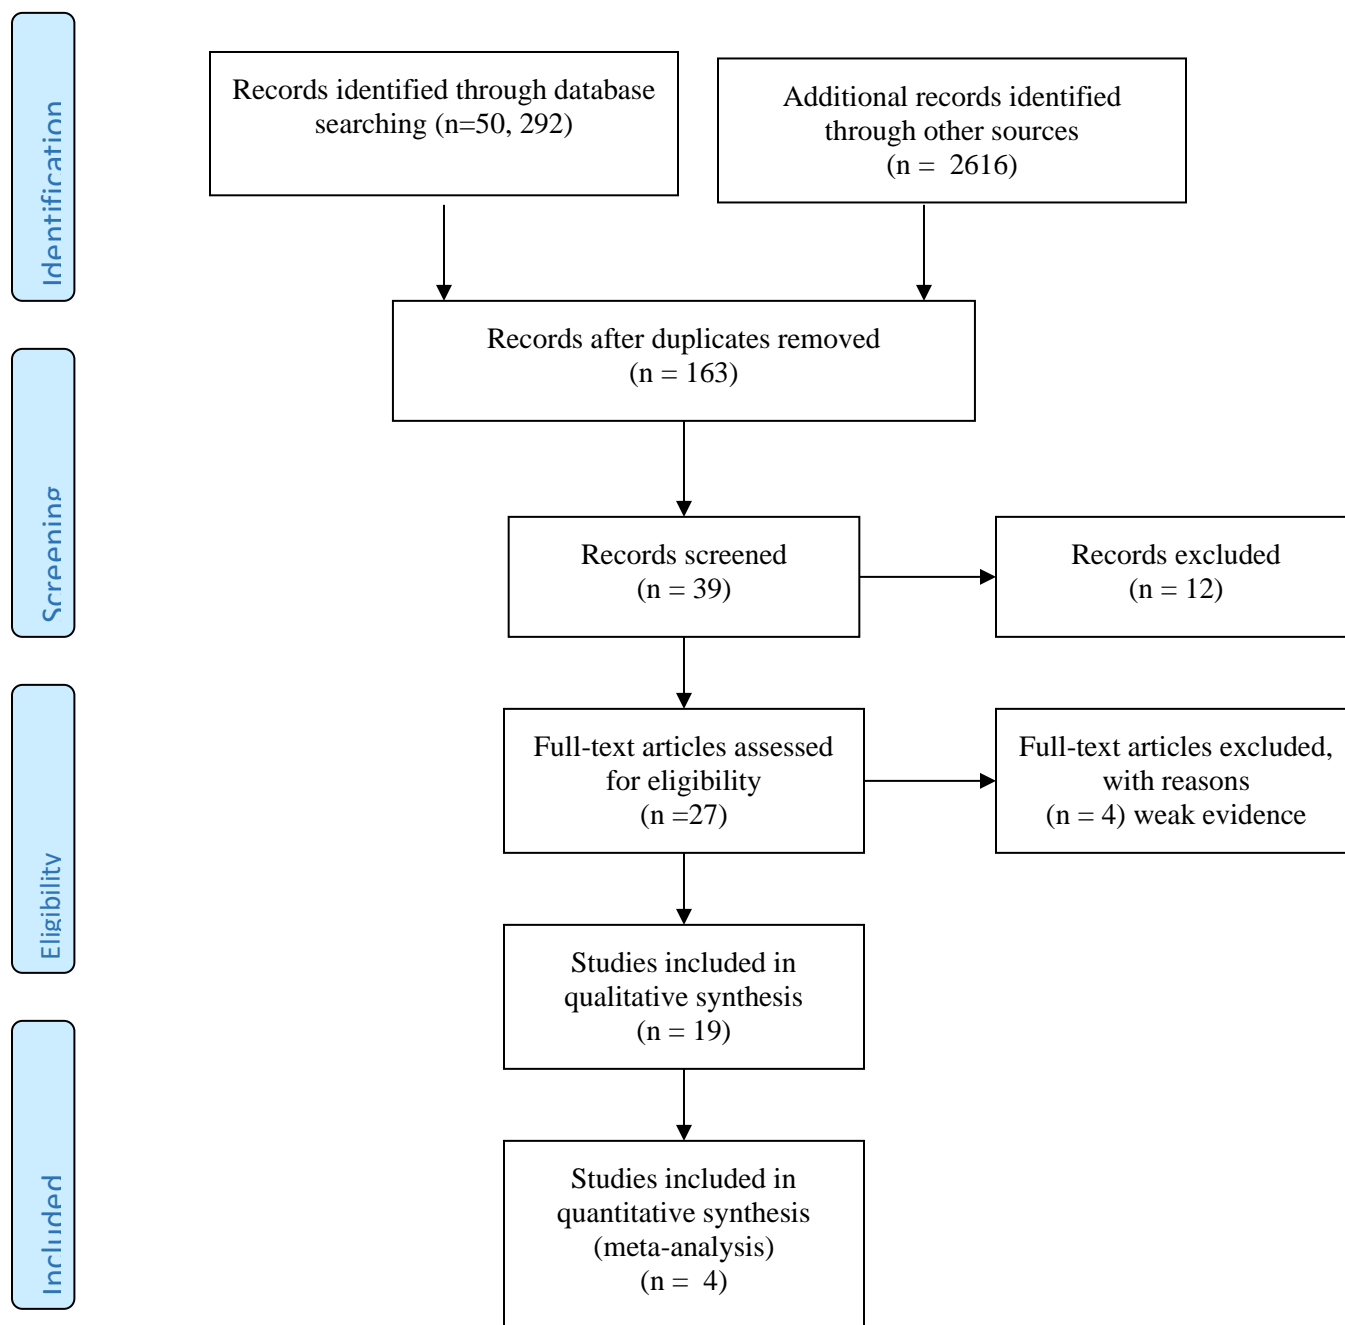 Identification
Records identified through database
searching (n=50, 292)
Additional records identified
through other sources
(n = 2616)
Records after duplicates removed
(n = 163)
Screening
Records screened
(n = 39)
Records excluded
(n = 12)
Eligibility
Full-text articles assessed
for eligibility
(n =27)
Full-text articles excluded,
with reasons
(n = 4) weak evidence
Studies included in
qualitative synthesis
(n = 19)
Included
Studies included in
quantitative synthesis
(meta-analysis)
(n = 4)